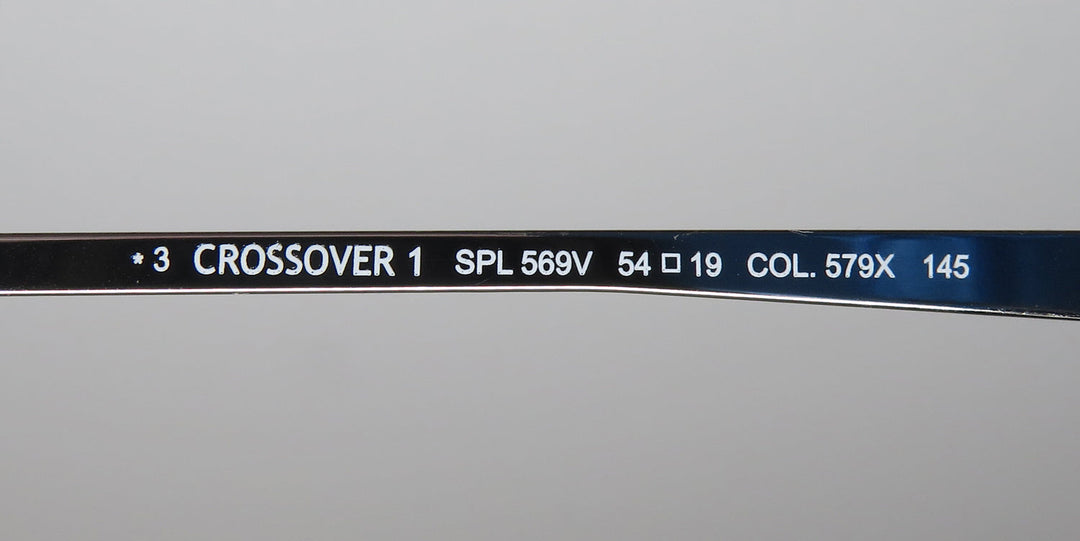 * 3 CROSSOVER 1 SPL 569V 54 □ 19 COL. 579X 145